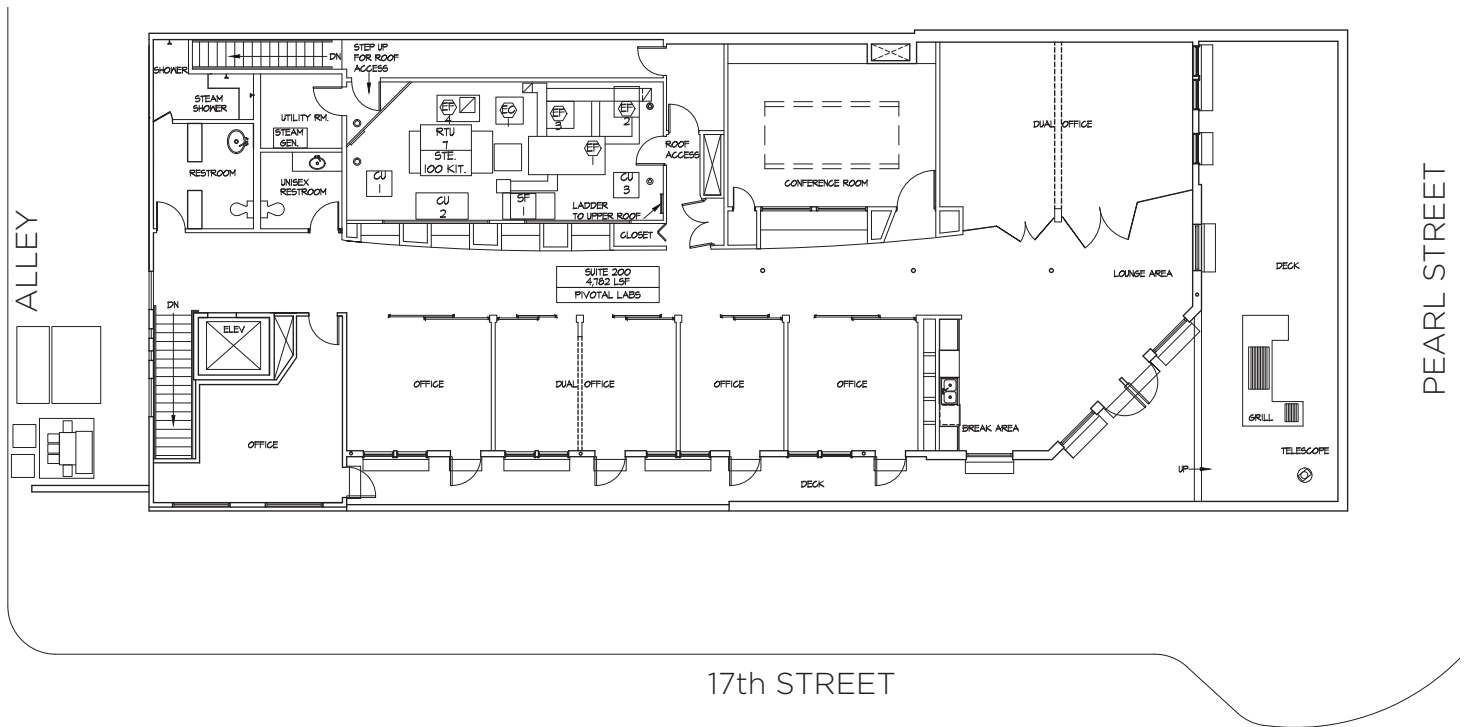 STEP UP
FOR ROOF
ACCESS
DN
SHOWER
STEAM
SHOWER
UTILITY RM.
STEAM
GEN.
RESTROOM
UNISEX
RESTROOM
EF
4
EC
1
EF
3
EF
2
RTU
7
STE.
100 KIT.
EF
1
CU
1
CU
2
SF
1
CU
3
LADDER
TO UPPER ROOF
ROOF
ACCESS
CLOSET
CONFERENCE ROOM
DUAL OFFICE
LOUNGE AREA
DECK
SUITE 200
4,782 LSF
PIVOTAL LABS
DN
ELEV
OFFICE
OFFICE
DUAL OFFICE
OFFICE
OFFICE
BREAK AREA
GRILL
TELESCOPE
UP
DECK
ALLEY
PEARL STREET
17th STREET